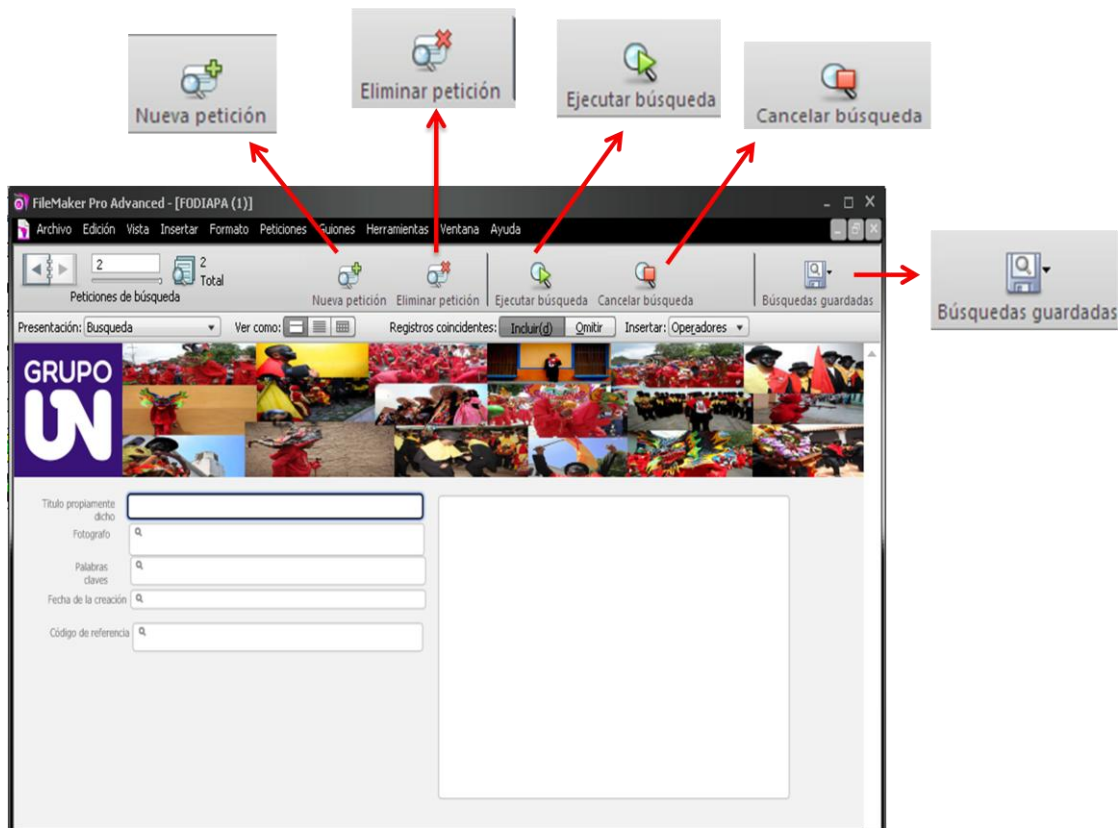 Nueva petición
Eliminar petición
Ejecutar búsqueda
Cancelar búsqueda
FileMaker Pro Advanced - [FODIAPA (1)]
Archivo Edición Vista Insertar Formato Peticiones Guiones Herramientas Ventana Ayuda
2
2
Total
Peticiones de búsqueda
Nueva petición Eliminar petición Ejecutar búsqueda Cancelar búsqueda Búsquedas guardadas
Búsquedas guardadas
Presentación: Busqueda Ver como: Registros coincidentes: Incluir(d) Omitir Insertar: Operadores
GRUPO
UN
Titulo propiamente
dicho
Fotografo
Palabras
claves
Fecha de la creación
Código de referencia